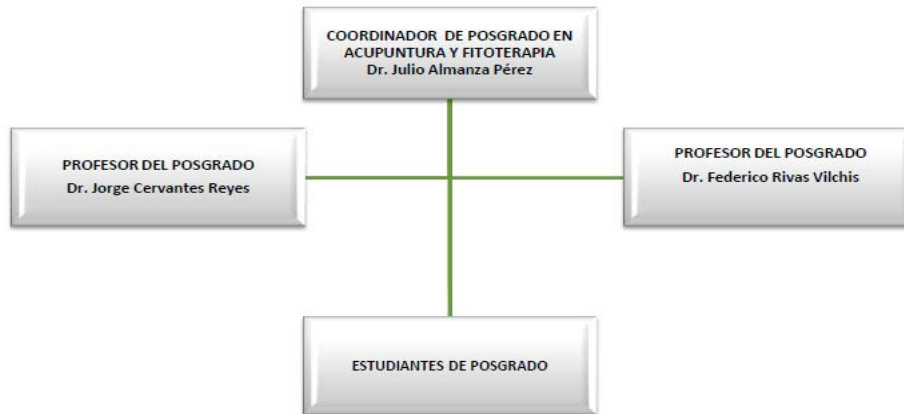 COORDINADOR DE POSGRADO EN
ACUPUNTURA Y FITOTERAPIA
Dr. Julio Almanza Pérez
PROFESOR DEL POSGRADO
Dr. Jorge Cervantes Reyes
PROFESOR DEL POSGRADO
Dr. Federico Rivas Vilchis
ESTUDIANTES DE POSGRADO